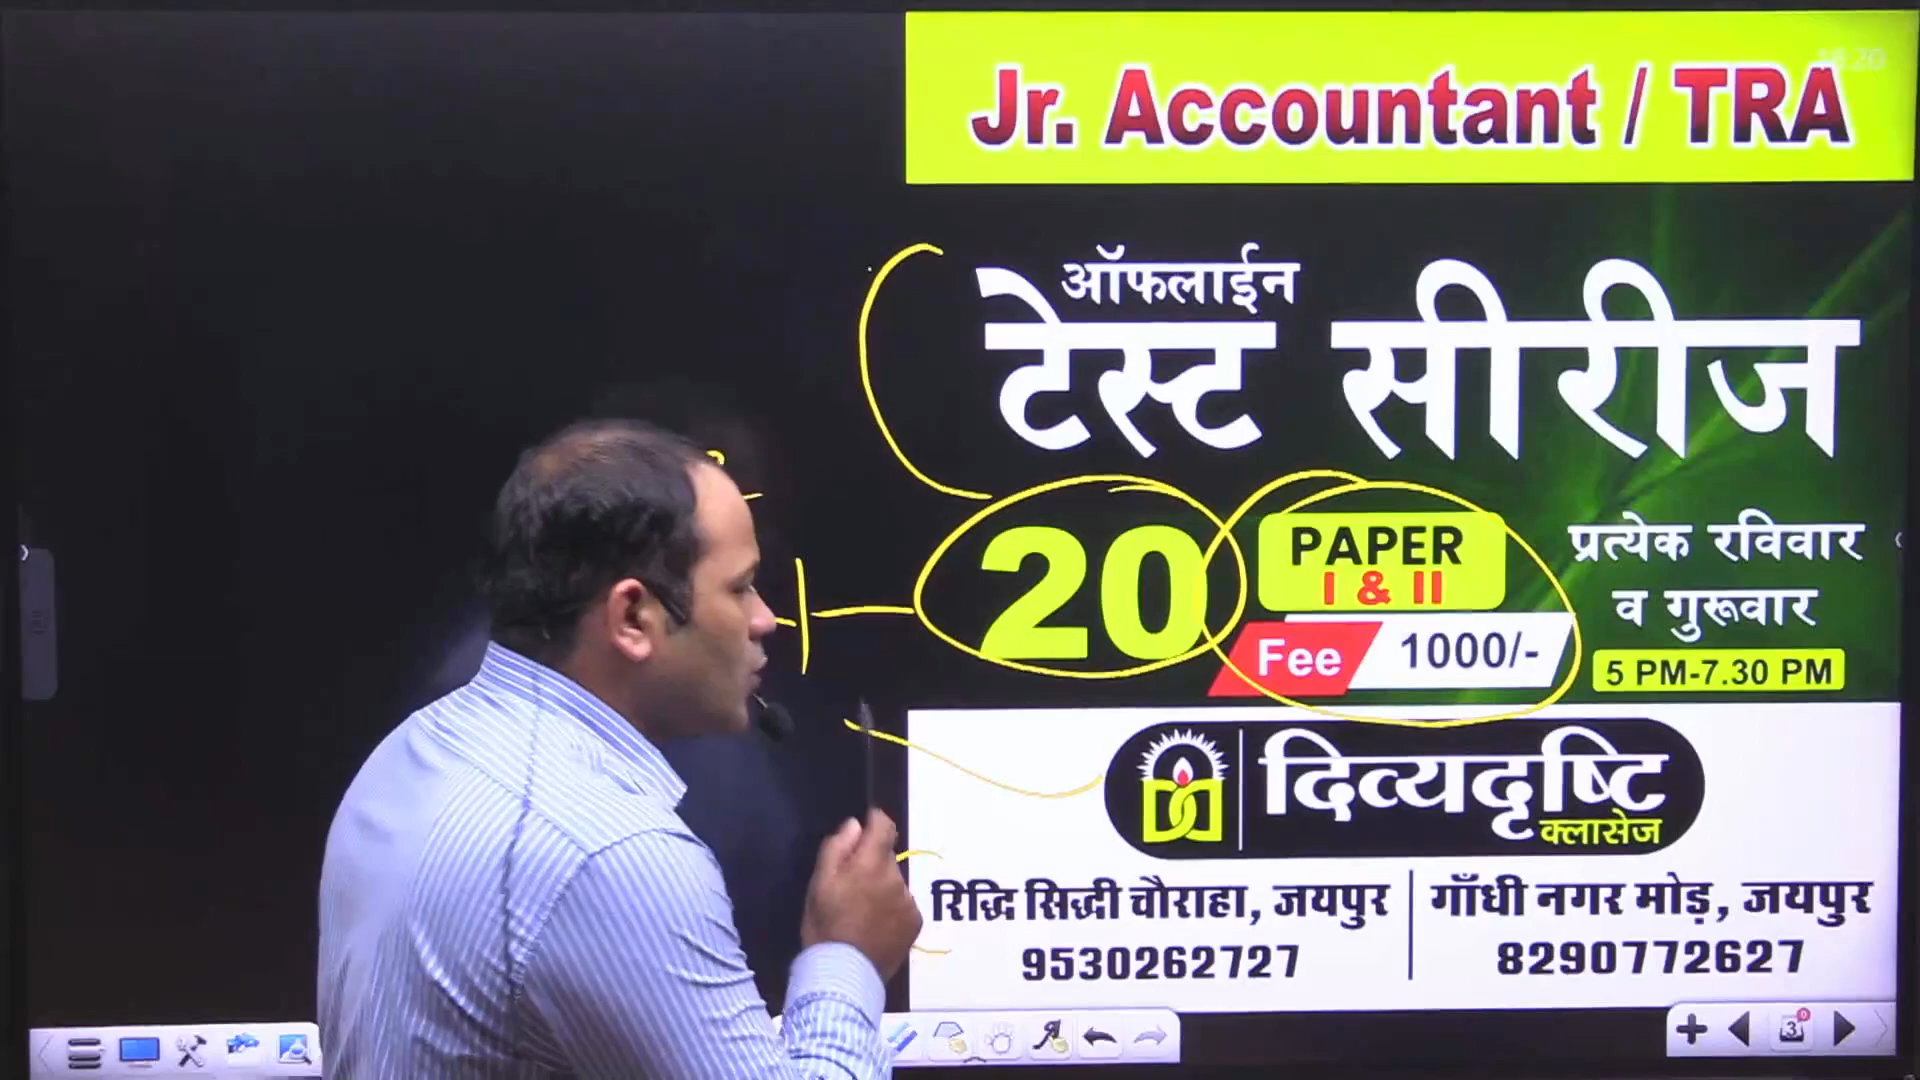 Jr. Accountant / TRA
ऑफलाईन
टेस्ट सीरीज
20
PAPER
I & II
Fee 1000/-
प्रत्येक रविवार
व गुरूवार
5 PM-7.30 PM
दिव्यदृष्टि
क्लासेज
रिद्धि सिद्धी चौराहा, जयपुर
9530262727
गाँधी नगर मोड़, जयपुर
8290772627
3